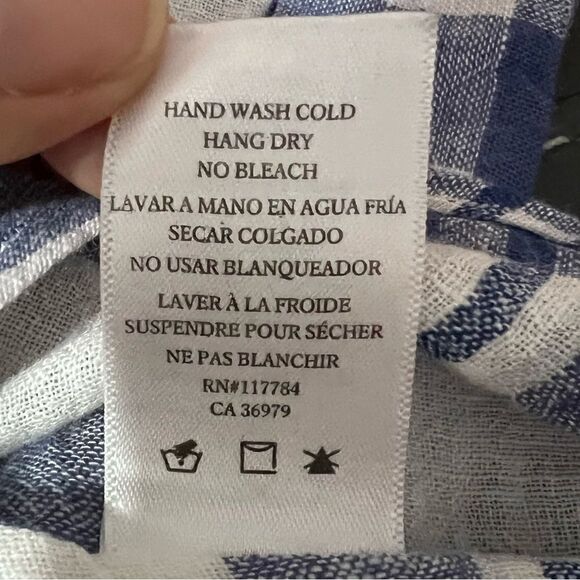 HAND WASH COLD
HANG DRY
NO BLEACH
LAVAR A MANO EN AGUA FRÍA
SECAR COLGADO
NO USAR BLANQUEADOR
LAVER À LA FROIDE
SUSPENDRE POUR SÉCHER
NE PAS BLANCHIR
RN#117784
CA 36979